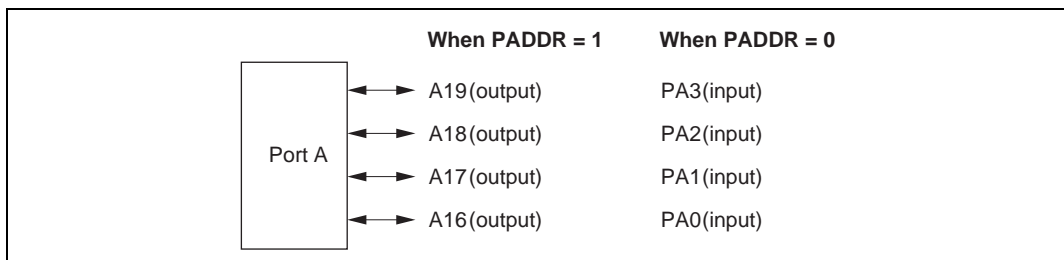 When PADDR = 1 When PADDR = 0
A19(output) PA3(input)
A18(output) PA2(input)
Port A
A17(output) PA1(input)
A16(output) PA0(input)